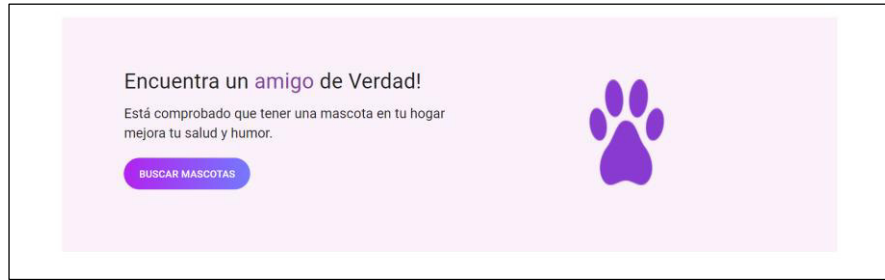 Encuentra un amigo de Verdad!
Está comprobado que tener una mascota en tu hogar
mejora tu salud y humor.
BUSCAR MASCOTAS